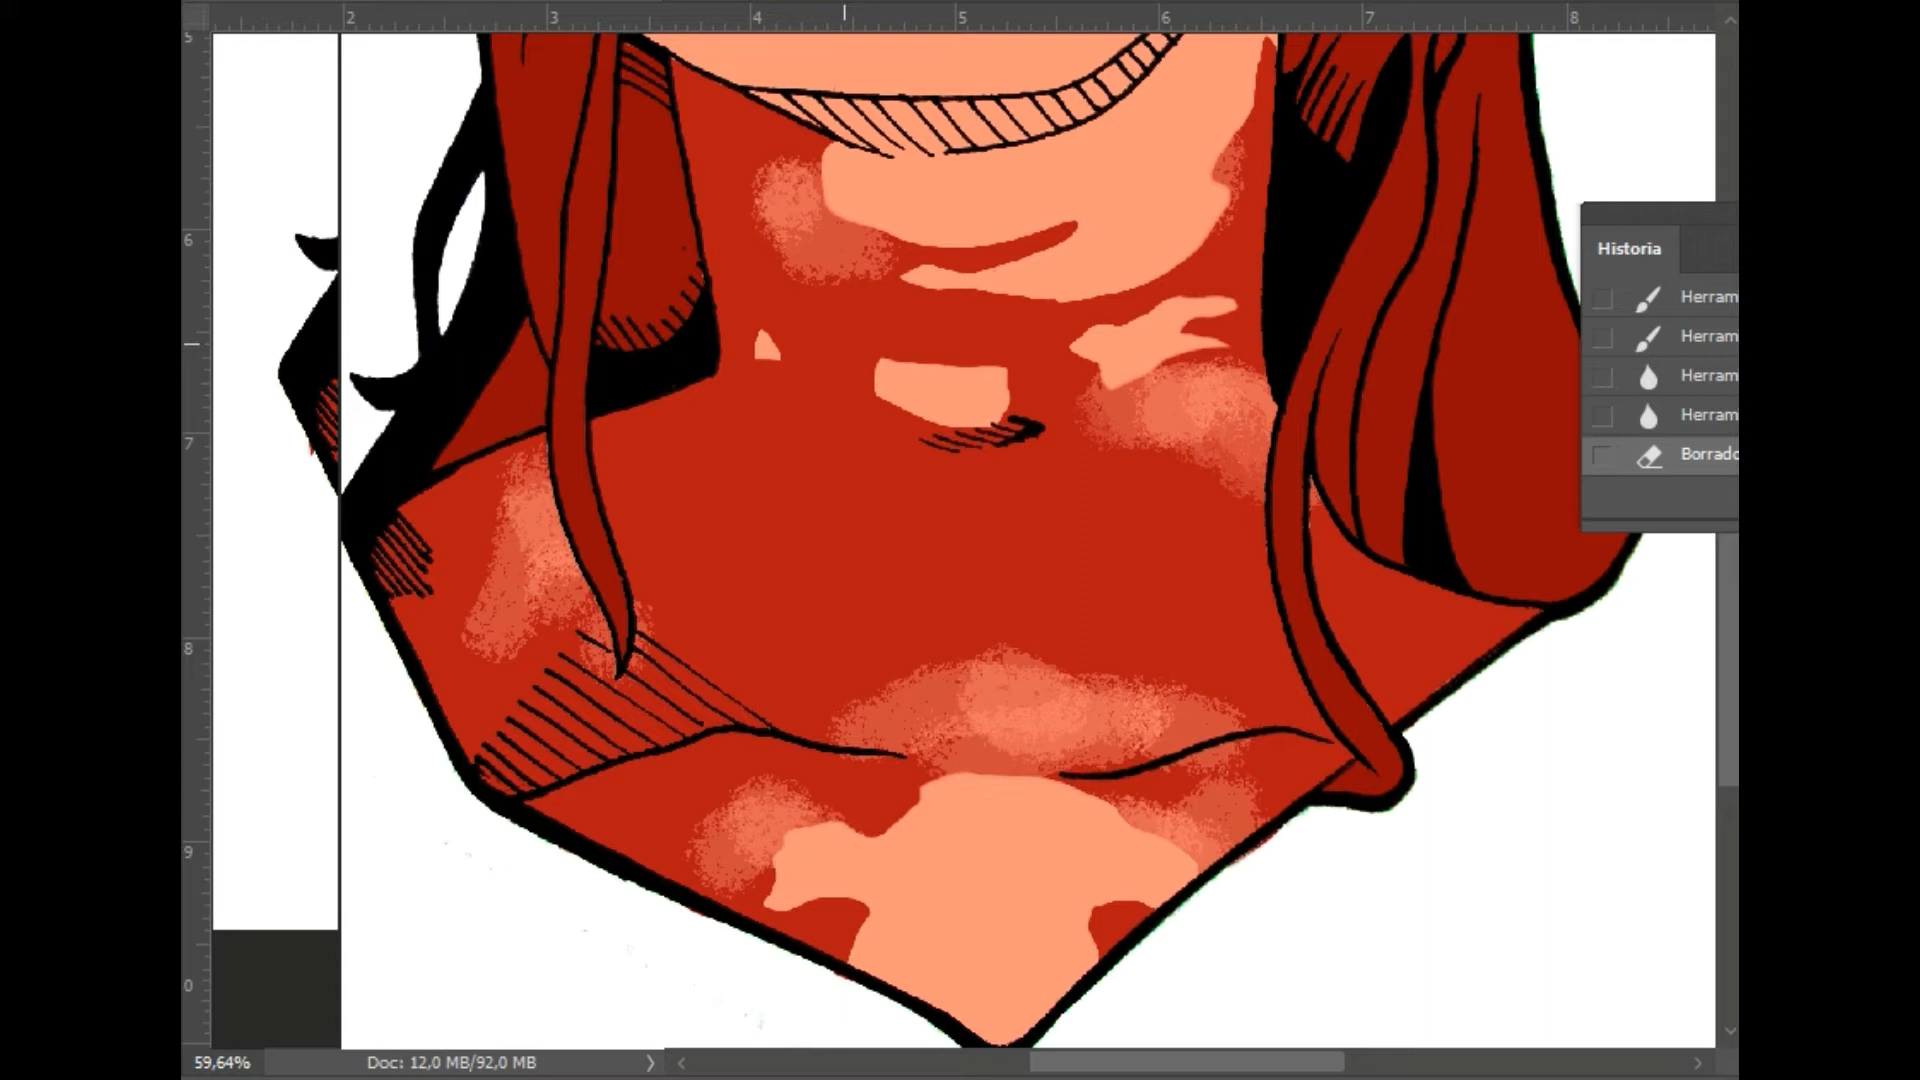 2 3 4 5 6 7 8
5
6
7
8
9
0
Historia
Herram
Herram
Herram
Herram
Borrado
59,64% Doc: 12,0 MB/92,0 MB